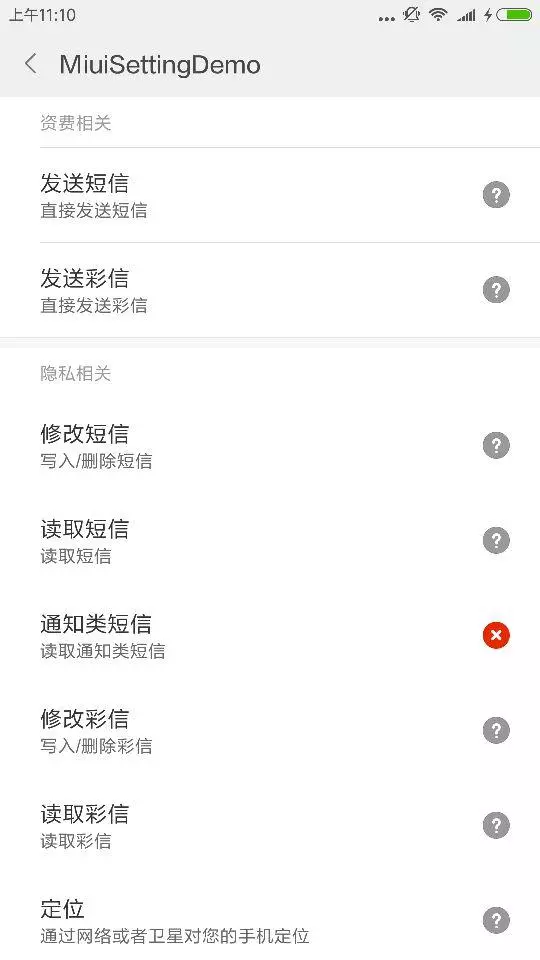 上午11:10
MiuiSettingDemo
资费相关
发送短信
直接发送短信
发送彩信
直接发送彩信
隐私相关
修改短信
写入/删除短信
读取短信
读取短信
通知类短信
读取通知类短信
修改彩信
写入/删除彩信
读取彩信
读取彩信
定位
通过网络或者卫星对您的手机定位